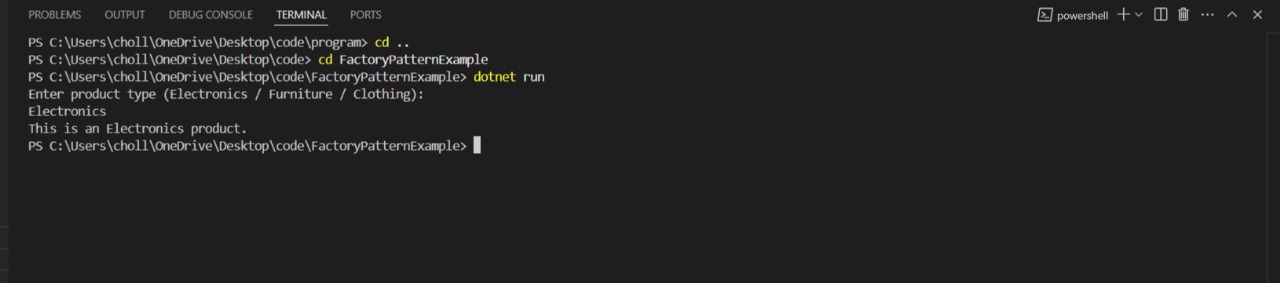 PROBLEMS OUTPUT DEBUG CONSOLE TERMINAL PORTS powershell
PS C:\Users\choll\OneDrive\Desktop\code\program> cd ..
PS C:\Users\choll\OneDrive\Desktop\code> cd FactoryPatternExample
PS C:\Users\choll\OneDrive\Desktop\code\FactoryPatternExample> dotnet run
Enter product type (Electronics / Furniture / Clothing):
Electronics
This is an Electronics product.
PS C:\Users\choll\OneDrive\Desktop\code\FactoryPatternExample>